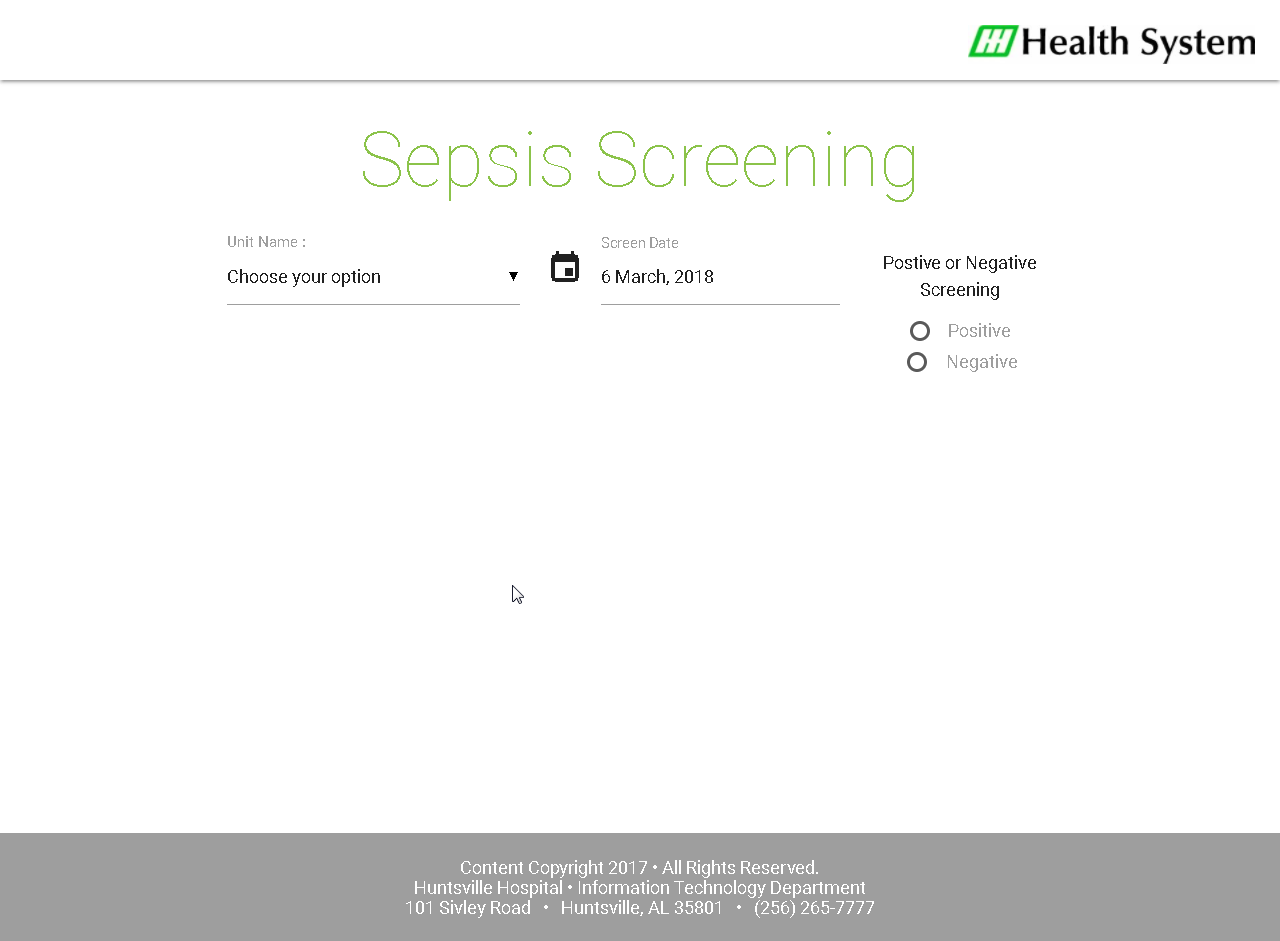 Health System
Sepsis Screening
Unit Name :
Choose your option
Screen Date
6 March, 2018
Postive or Negative
Screening
Positive
Negative
Content Copyright 2017 • All Rights Reserved.
Huntsville Hospital • Information Technology Department
101 Sivley Road • Huntsville, AL 35801 • (256) 265-7777